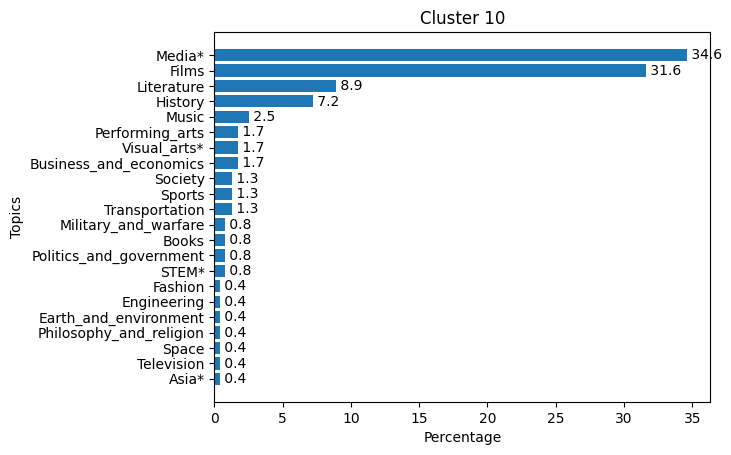 Cluster 10
Topics
Media* 34.6
Films 31.6
Literature 8.9
History 7.2
Music 2.5
Performing_arts 1.7
Visual_arts* 1.7
Business_and_economics 1.7
Society 1.3
Sports 1.3
Transportation 1.3
Military_and_warfare 0.8
Books 0.8
Politics_and_government 0.8
STEM* 0.8
Fashion 0.4
Engineering 0.4
Earth_and_environment 0.4
Philosophy_and_religion 0.4
Space 0.4
Television 0.4
Asia* 0.4
0 5 10 15 20 25 30 35
Percentage